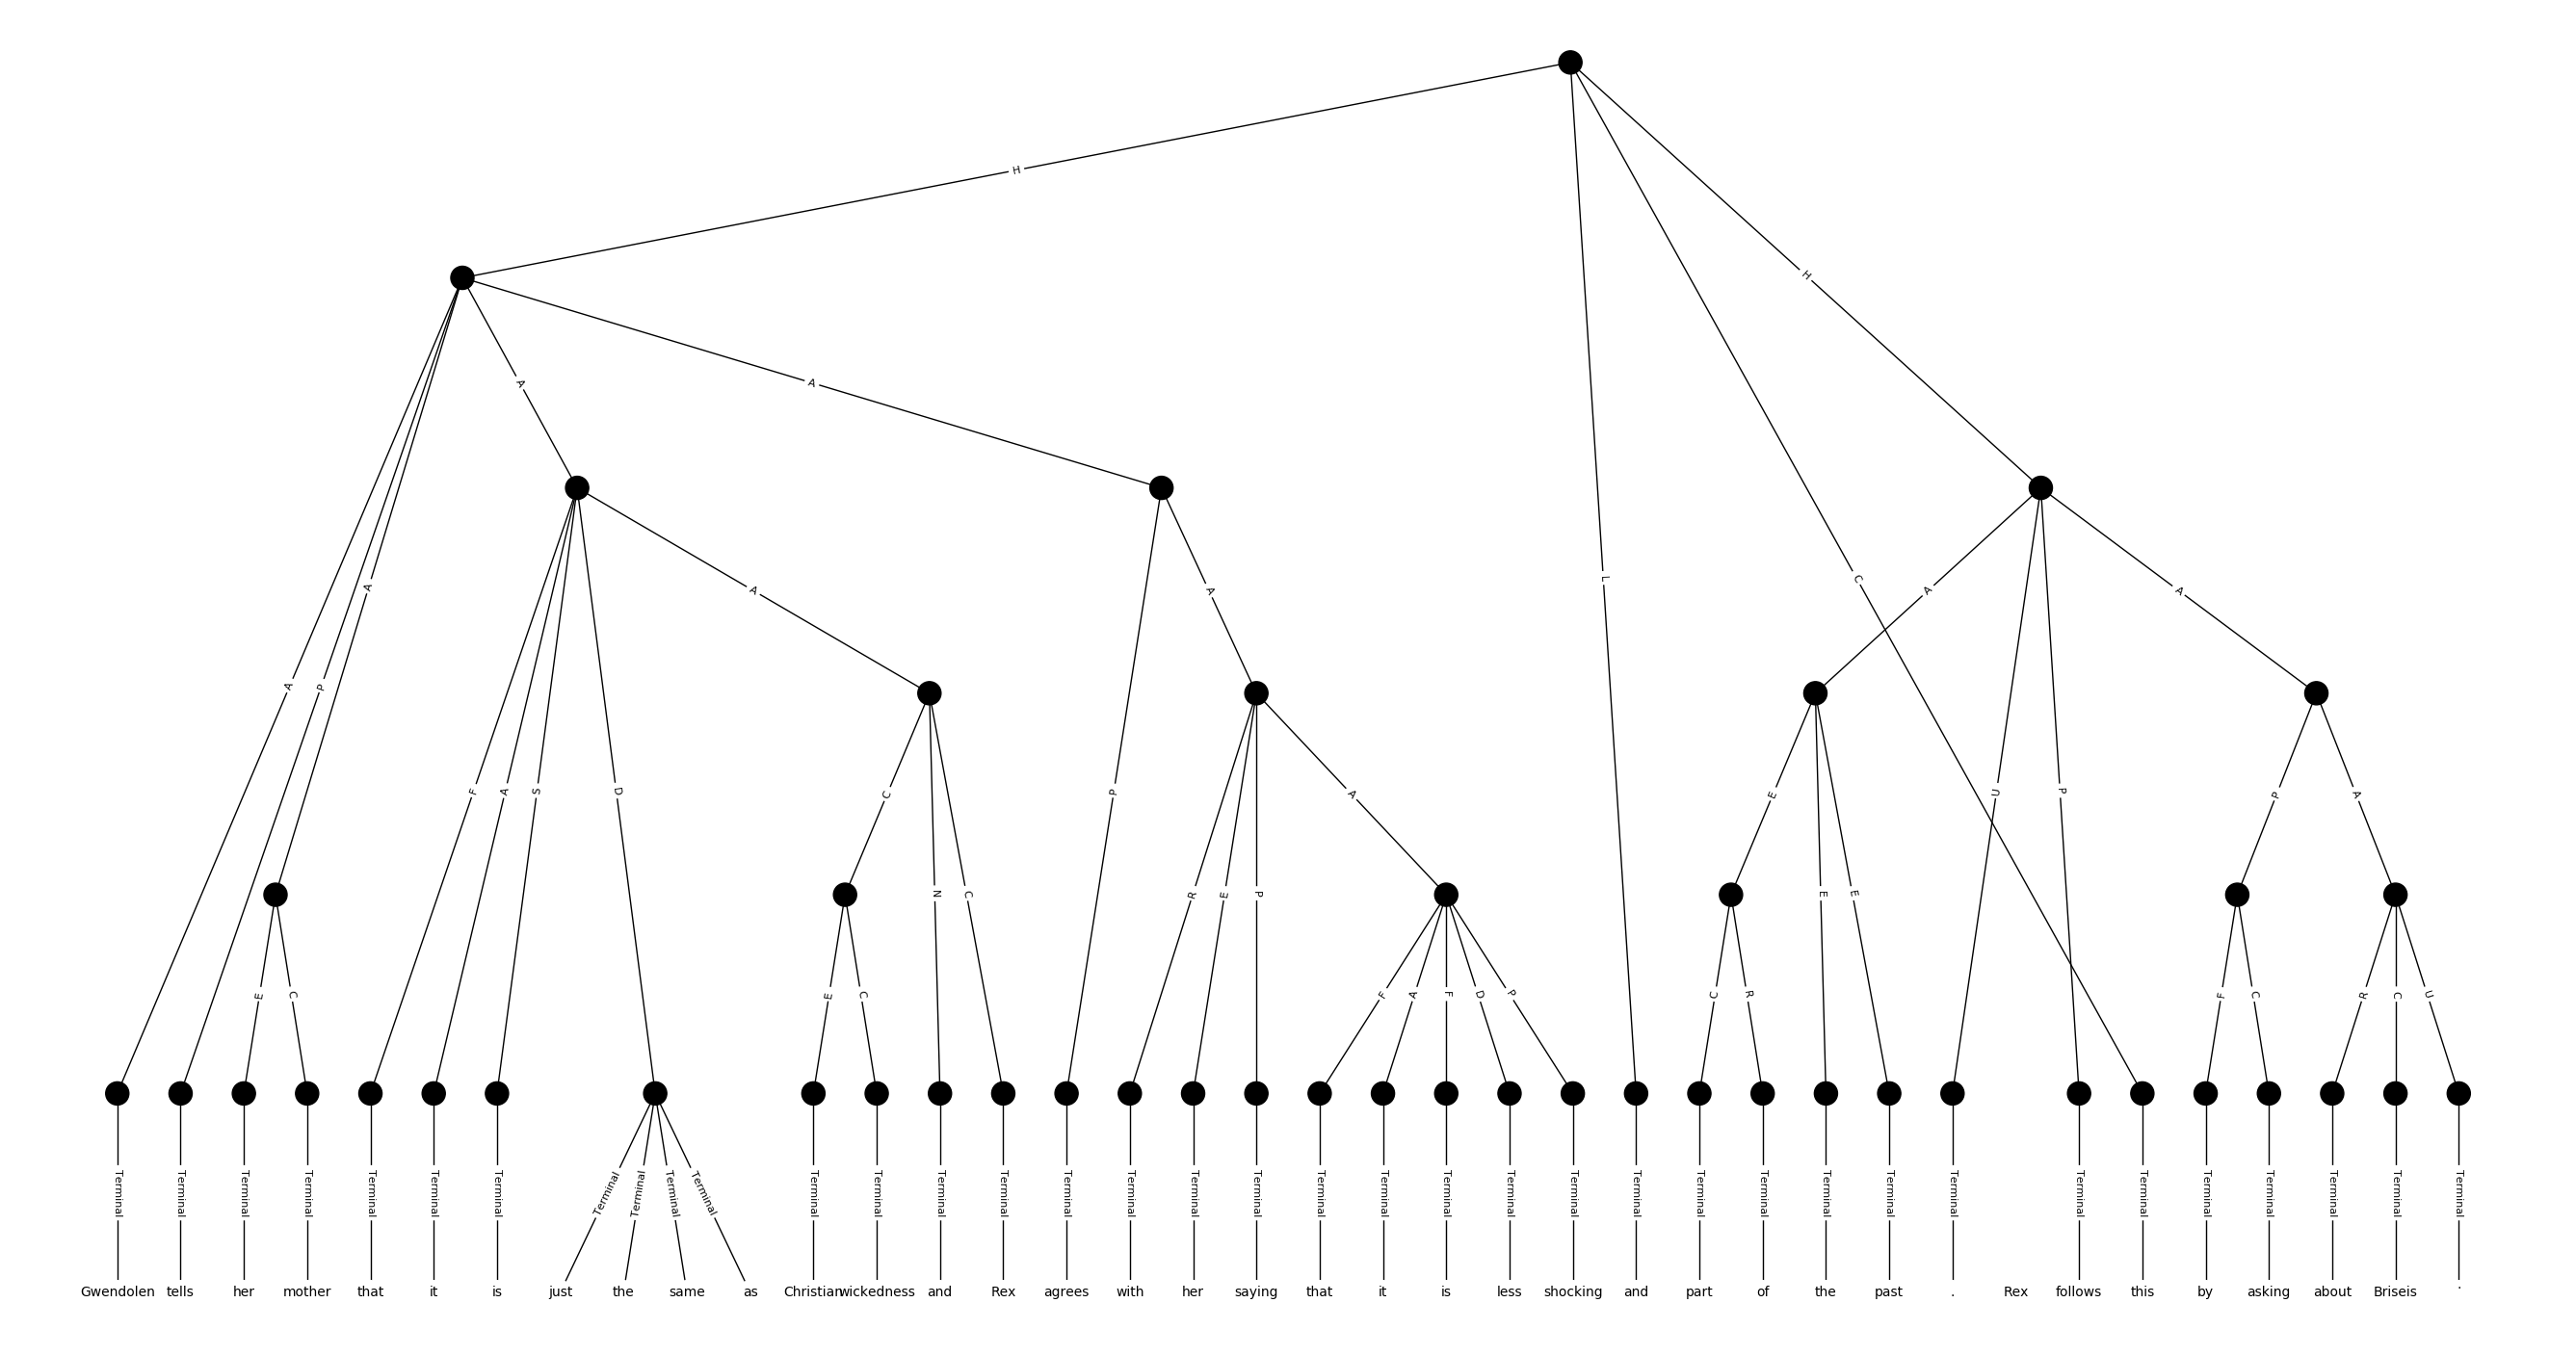 H
H
A
A
L
C
A
A
A
A
A
P
F
A
S
D
C
P
A
E
U
P
P
A
N
C
R
E
P
E
E
E
C
E
C
F
A
F
D
P
C
R
F
C
R
C
U
Terminal Terminal Terminal Terminal Terminal Terminal Terminal Terminal Terminal Terminal Terminal Terminal Terminal Terminal Terminal Terminal Terminal Terminal Terminal Terminal Terminal Terminal Terminal Terminal Terminal Terminal Terminal Terminal Terminal Terminal Terminal Terminal Terminal Terminal Terminal Terminal Terminal
Gwendolen tells her mother that it is just the same as Christian wickedness and Rex agrees with her saying that it is less shocking and part of the past . Rex follows this by asking about Briseis .